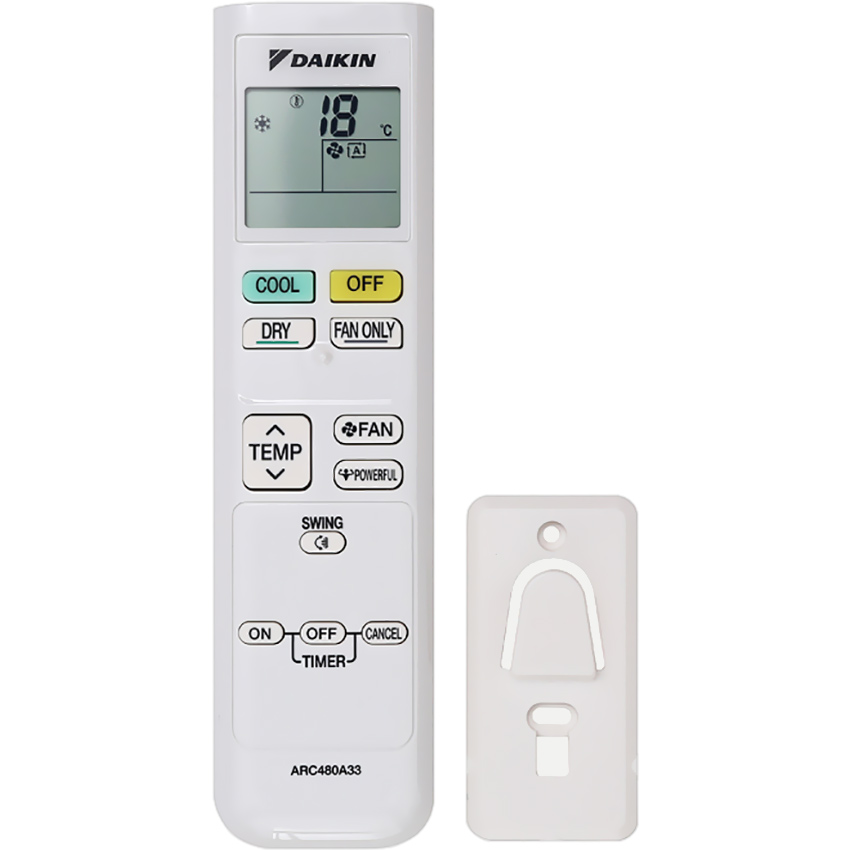 DAIKIN
18 °C
A
COOL OFF
DRY FAN ONLY
TEMP FAN
POWERFUL
SWING
ON OFF CANCEL
TIMER
ARC480A33